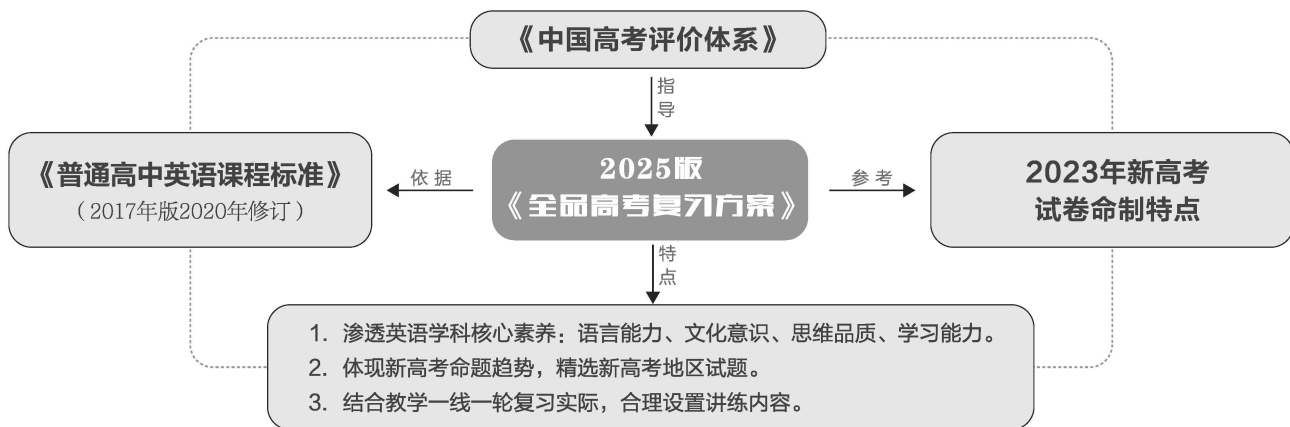 《中国高考评价体系》
指导
《普通高中英语课程标准》
（2017年版2020年修订）
依据
2025版
《全品高考复习方案》
参考
2023年新高考
试卷命制特点
特点
1. 渗透英语学科核心素养：语言能力、文化意识、思维品质、学习能力。
2. 体现新高考命题趋势，精选新高考地区试题。
3. 结合教学一线一轮复习实际，合理设置讲练内容。